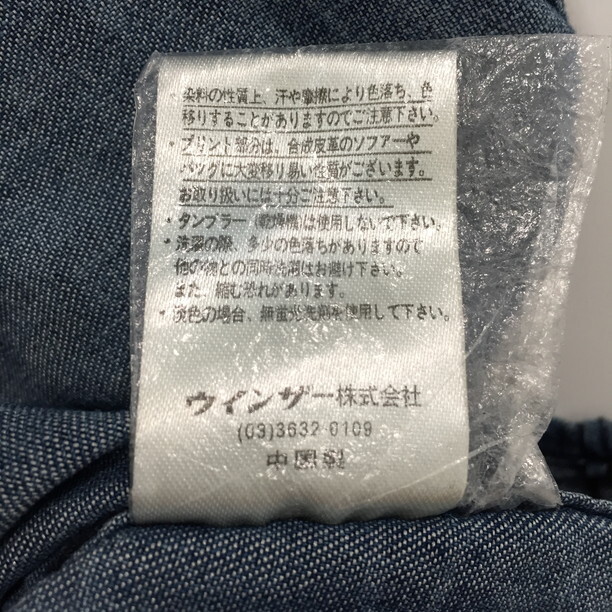 ・染料の性質上、汗や摩擦により色落ち、色
移りすることがありますのでご注意下さい。
・プリント部分は、合成皮革のソファーや
バッグに大変移り易い性質がございます。
お取り扱いには十分ご注意下さい。
・タンブラー(乾燥機)は使用しないで下さい。
・洗濯の際、多少の色落ちがありますので
他の物との同時洗濯はお避け下さい。
また、縮む恐れがあります。
・淡色の場合、無蛍光洗剤を使用して下さい。
ウインザー株式会社
(03)3632 0109
中国製